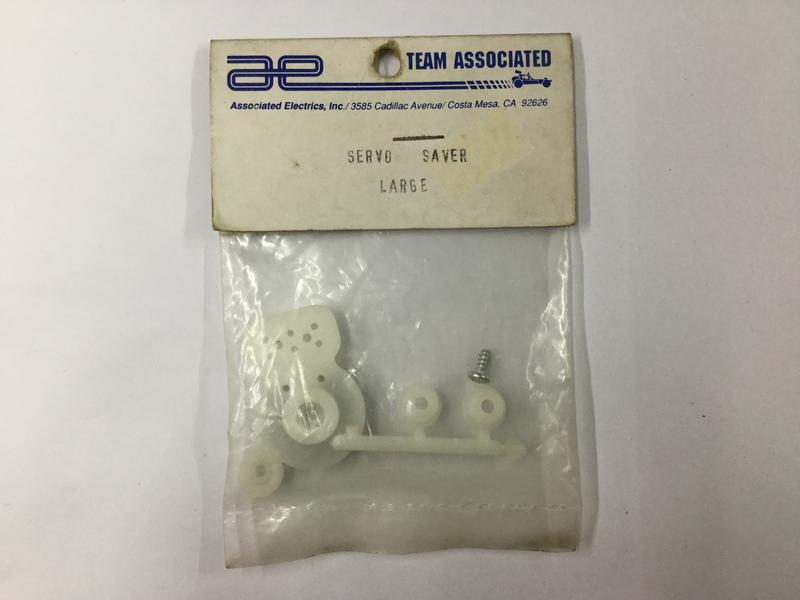 ae TEAM ASSOCIATED
Associated Electrics, Inc./ 3585 Cadillac Avenue/ Costa Mesa, CA 92626
SERVO SAVER
LARGE